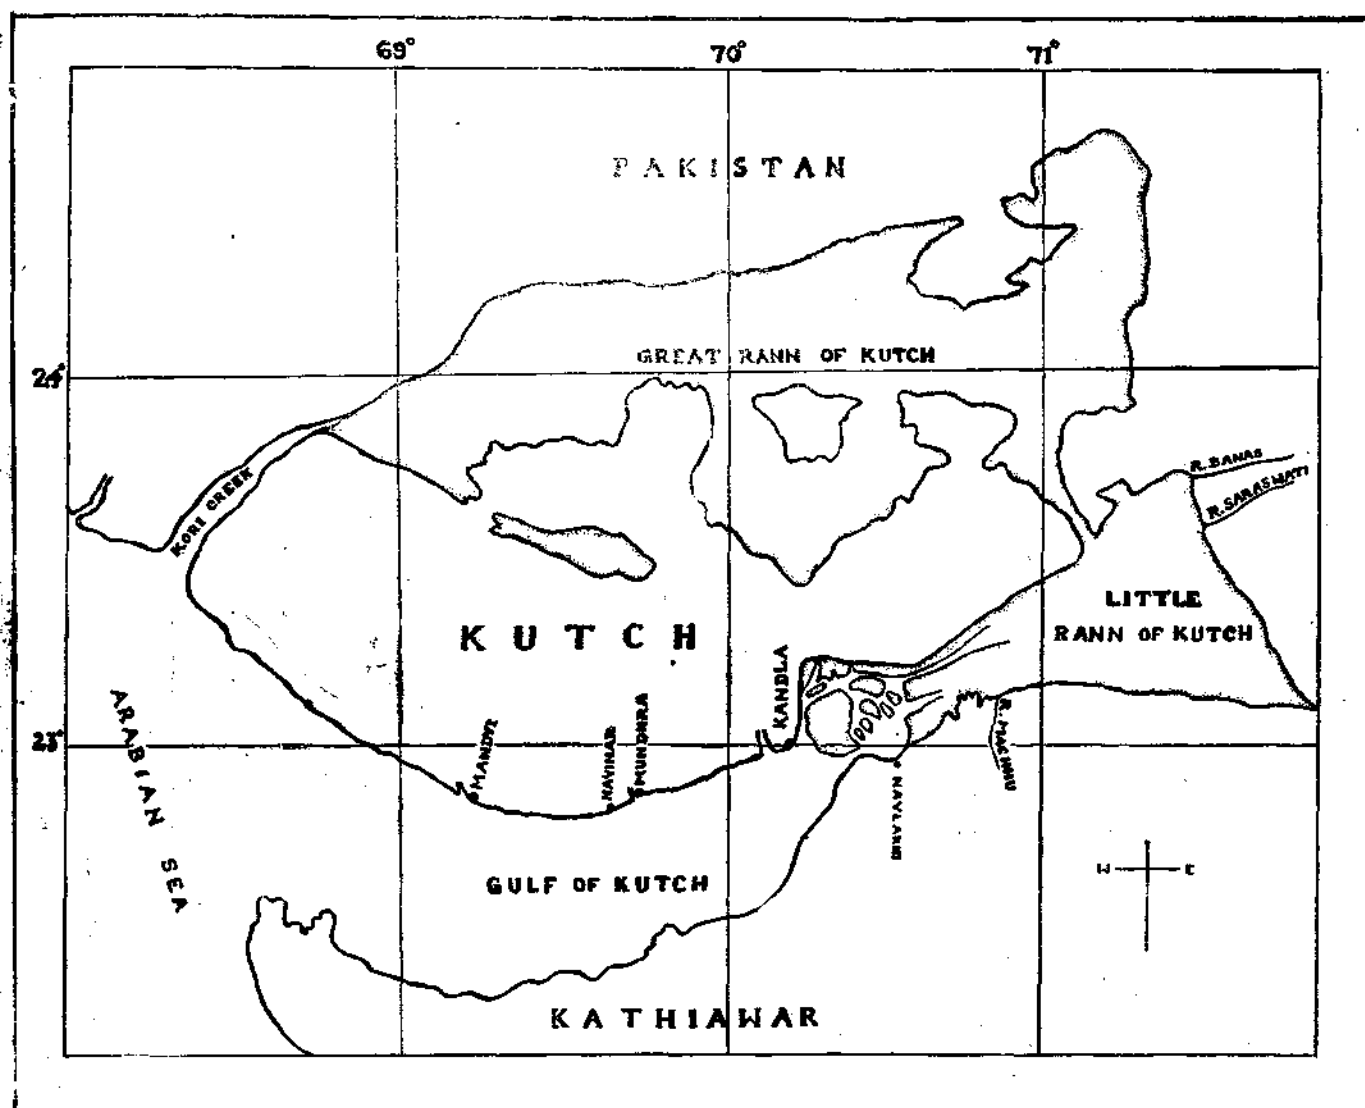 69°
70°
71°
PAKISTAN
GREAT RANN OF KUTCH
24°
R. BANAS
R. SARASWATI
KORI CREEK
LITTLE
RANN OF KUTCH
KUTCH
KANDLA
ARABIAN SEA
23°
MANDVI
NAVINAR
MUNDHRA
R. MACHHU
NAVLAKHI
W
E
GULF OF KUTCH
KATHIAWAR